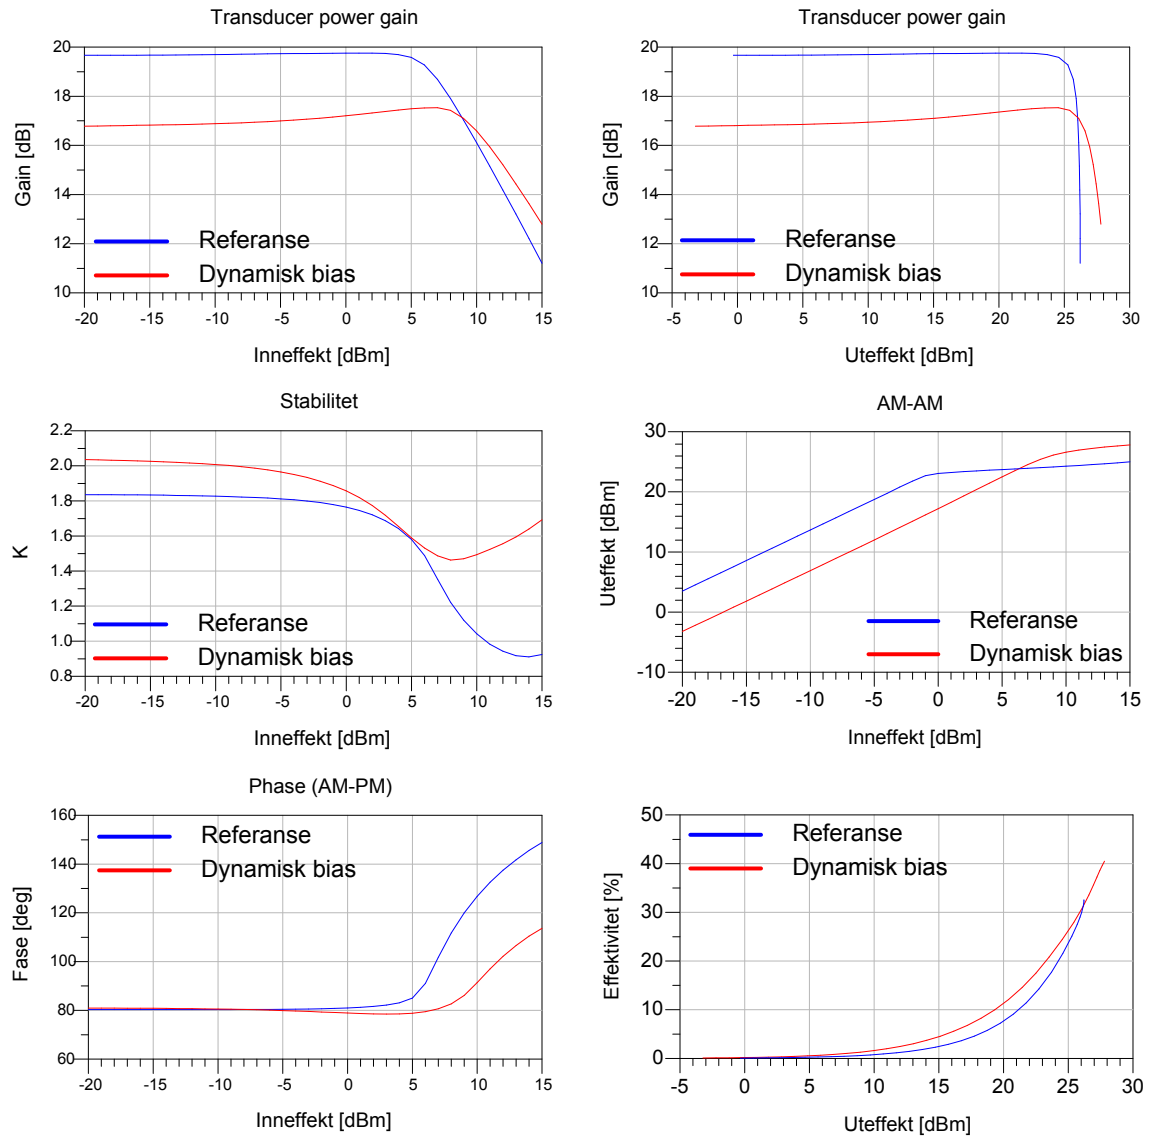 Transducer power gain
20
18
16
14
12
10
Gain [dB]
Referanse
Dynamisk bias
-20 -15 -10 -5 0 5 10 15
Inneffekt [dBm]
Transducer power gain
20
18
16
14
12
10
Gain [dB]
Referanse
Dynamisk bias
-5 0 5 10 15 20 25 30
Uteffekt [dBm]
Stabilitet
2.2
2.0
1.8
1.6
1.4
1.2
1.0
0.8
K
Referanse
Dynamisk bias
-20 -15 -10 -5 0 5 10 15
Inneffekt [dBm]
AM-AM
30
20
10
0
-10
Uteffekt [dBm]
Referanse
Dynamisk bias
-20 -15 -10 -5 0 5 10 15
Inneffekt [dBm]
Phase (AM-PM)
160
140
120
100
80
60
Fase [deg]
Referanse
Dynamisk bias
-20 -15 -10 -5 0 5 10 15
Inneffekt [dBm]
50
40
30
20
10
0
Effektivitet [%]
Referanse
Dynamisk bias
-5 0 5 10 15 20 25 30
Uteffekt [dBm]